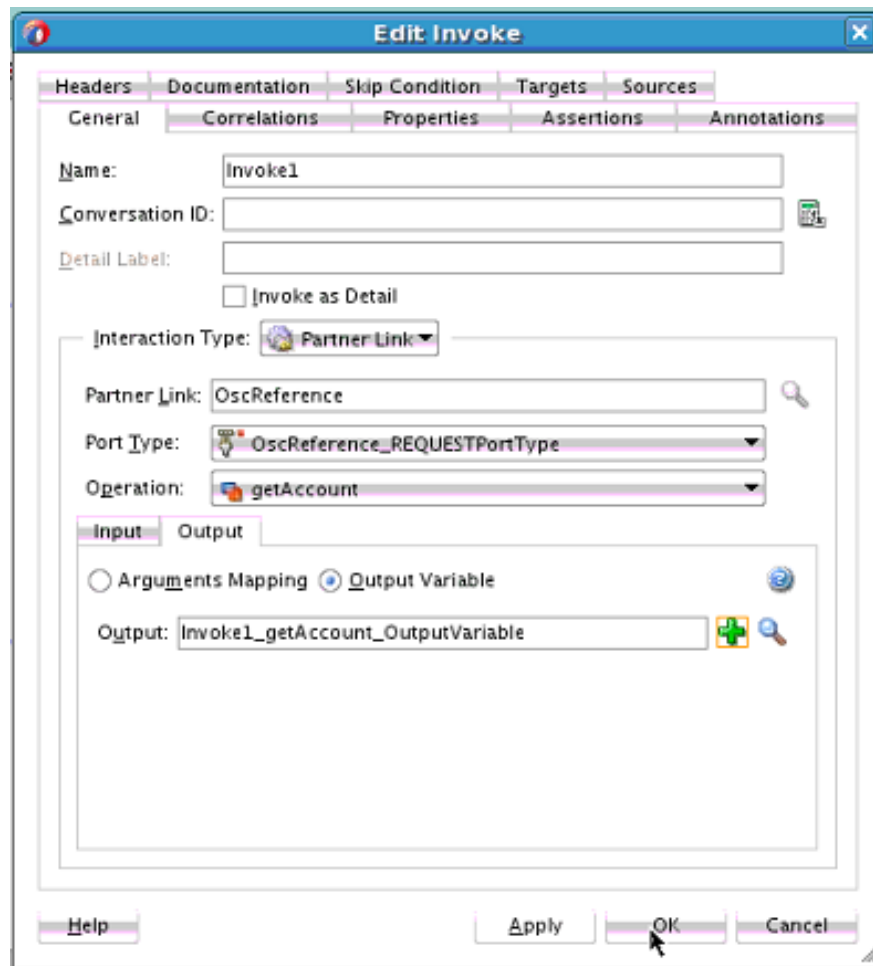 Edit Invoke
Headers Documentation Skip Condition Targets Sources
General Correlations Properties Assertions Annotations
Name: Invoke1
Conversation ID:
Detail Label:
Invoke as Detail
Interaction Type: Partner Link
Partner Link: OscReference
Port Type: OscReference_REQUESTPortType
Operation: getAccount
Input Output
Arguments Mapping Output Variable
Output: Invoke1_getAccount_OutputVariable
Help Apply OK Cancel